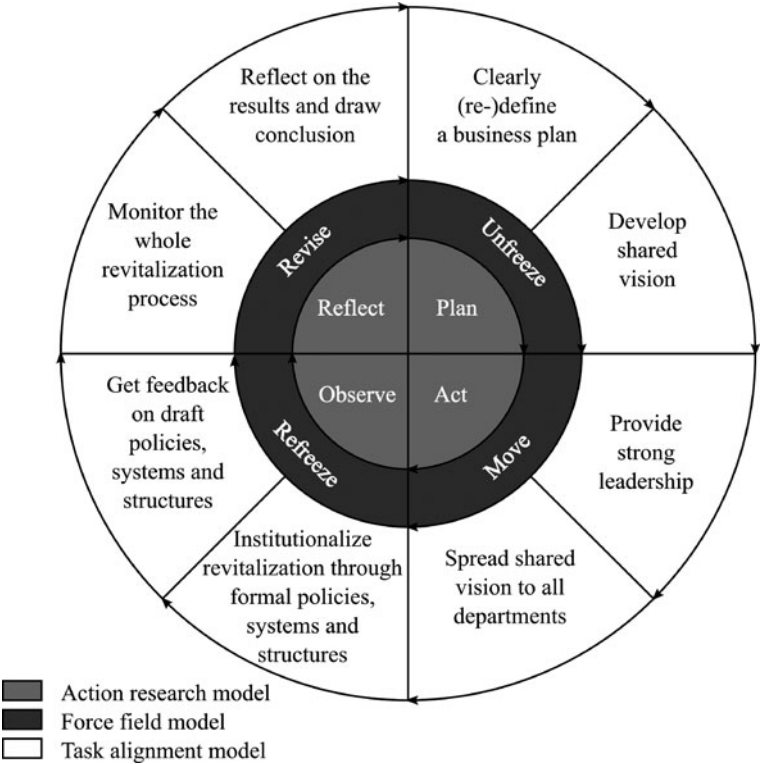 Reflect on the
results and draw
conclusion
Clearly
(re-)define
a business plan
Monitor the
whole
revitalization
process
Develop
shared
vision
Revise
Unfreeze
Reflect
Plan
Observe
Act
Refreeze
Move
Get feedback
on draft
policies,
systems and
structures
Provide
strong
leadership
Institutionalize
revitalization through
formal policies,
systems and
structures
Spread shared
vision to all
departments
Action research model
Force field model
Task alignment model